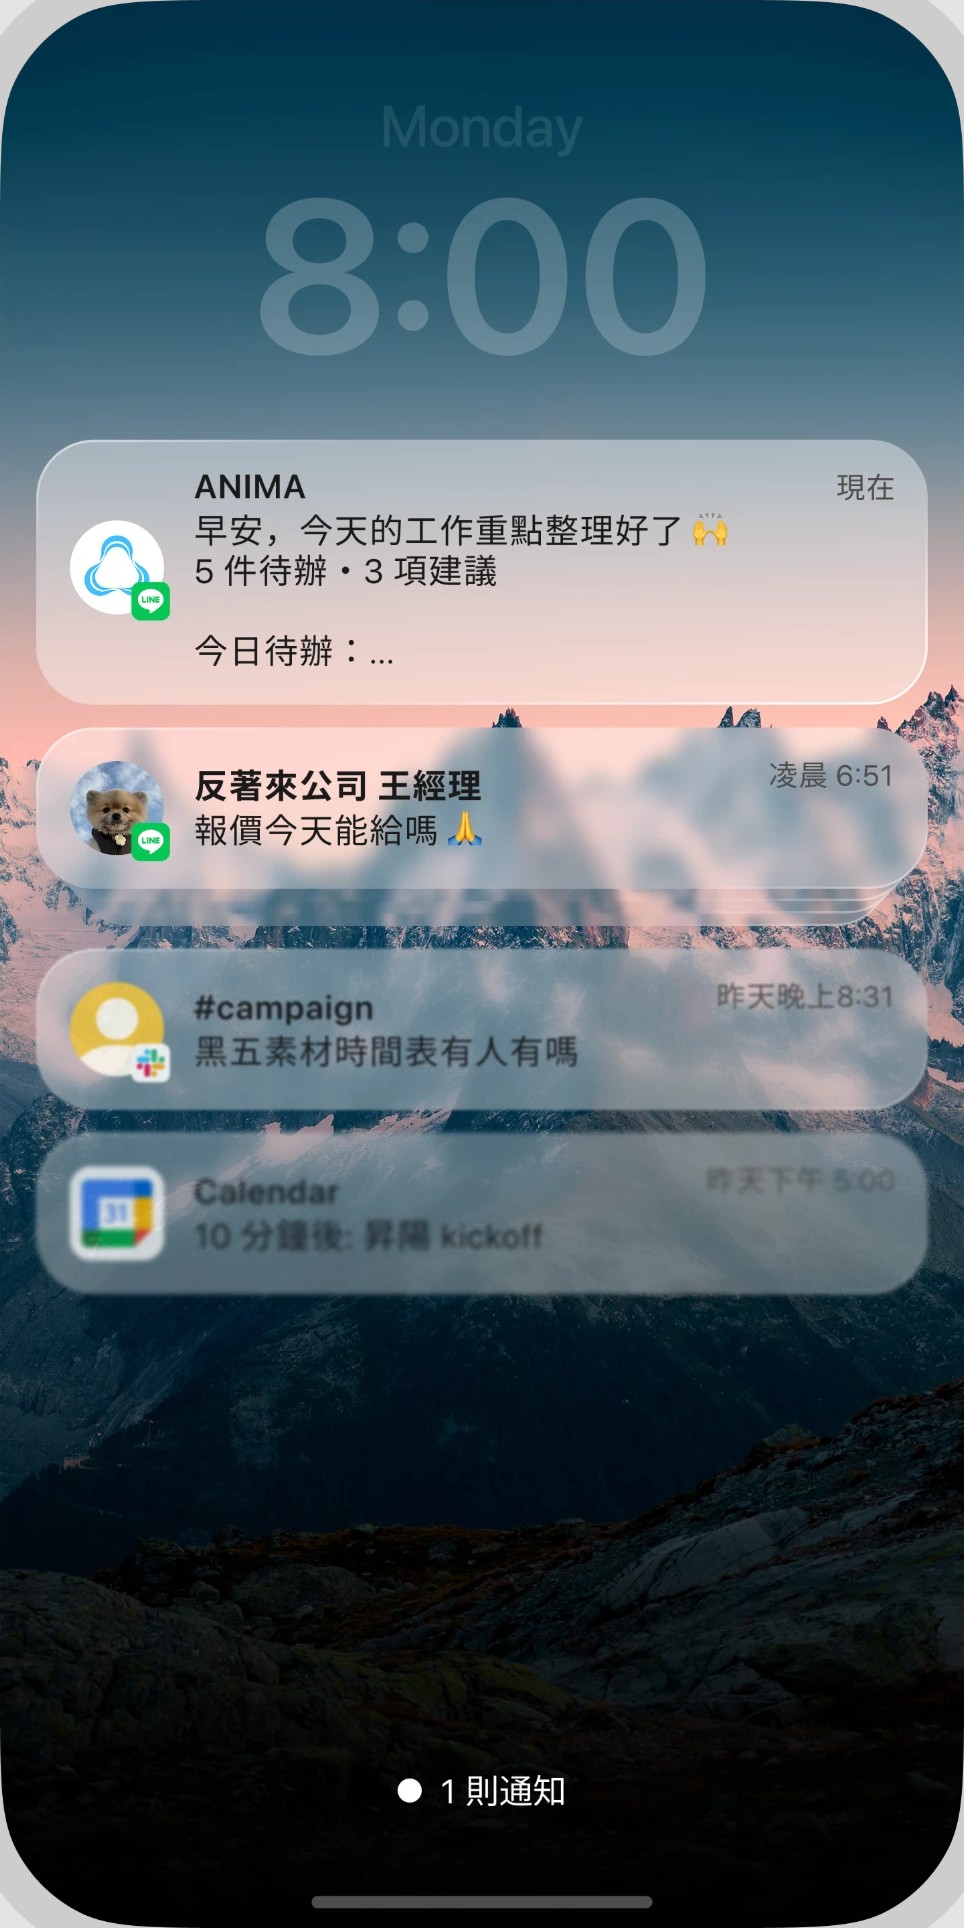 Monday
8:00
ANIMA
現在
早安，今天的工作重點整理好了 🙌
5 件待辦・3 項建議
今日待辦：...
LINE
反著來公司 王經理
凌晨 6:51
報價今天能給嗎 🙏
LINE
#campaign
昨天晚上8:31
黑五素材時間表有人有嗎
Calendar
昨天下午 5:00
31
10 分鐘後: 昇陽 kickoff
1 則通知